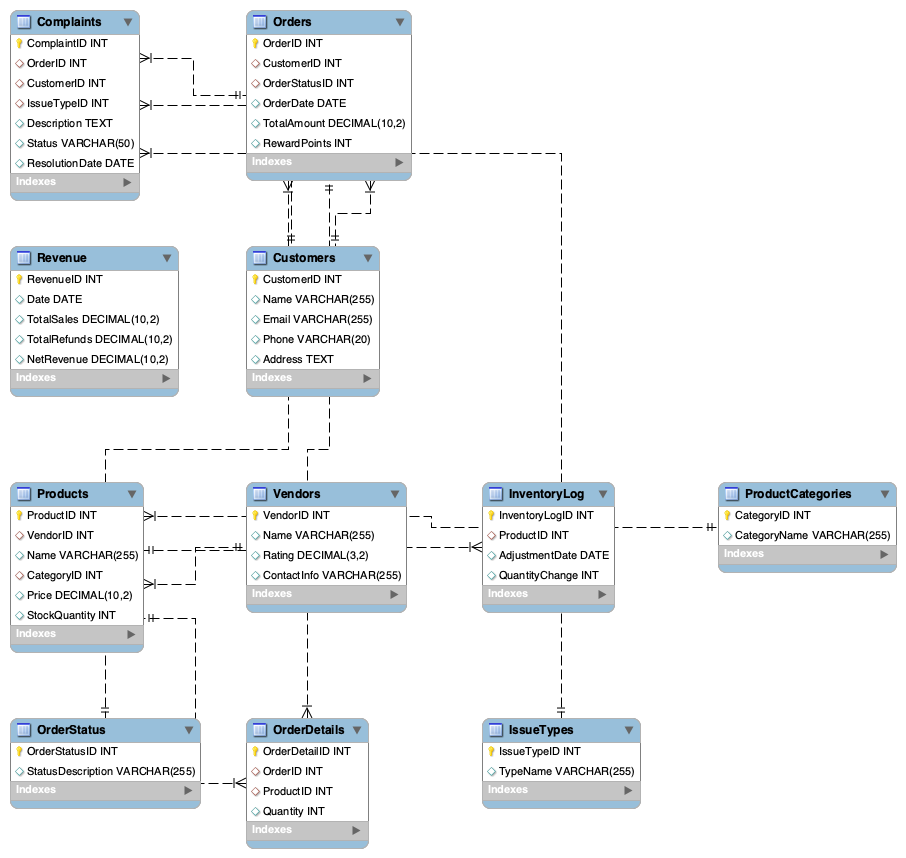 Complaints
ComplaintID INT
OrderID INT
CustomerID INT
IssueTypeID INT
Description TEXT
Status VARCHAR(50)
ResolutionDate DATE
Indexes
Orders
OrderID INT
CustomerID INT
OrderStatusID INT
OrderDate DATE
TotalAmount DECIMAL(10,2)
RewardPoints INT
Indexes
Revenue
RevenueID INT
Date DATE
TotalSales DECIMAL(10,2)
TotalRefunds DECIMAL(10,2)
NetRevenue DECIMAL(10,2)
Indexes
Customers
CustomerID INT
Name VARCHAR(255)
Email VARCHAR(255)
Phone VARCHAR(20)
Address TEXT
Indexes
Products
ProductID INT
VendorID INT
Name VARCHAR(255)
CategoryID INT
Price DECIMAL(10,2)
StockQuantity INT
Indexes
Vendors
VendorID INT
Name VARCHAR(255)
Rating DECIMAL(3,2)
ContactInfo VARCHAR(255)
Indexes
InventoryLog
InventoryLogID INT
ProductID INT
AdjustmentDate DATE
QuantityChange INT
Indexes
ProductCategories
CategoryID INT
CategoryName VARCHAR(255)
Indexes
OrderStatus
OrderStatusID INT
StatusDescription VARCHAR(255)
Indexes
OrderDetails
OrderDetailID INT
OrderID INT
ProductID INT
Quantity INT
Indexes
IssueTypes
IssueTypeID INT
TypeName VARCHAR(255)
Indexes